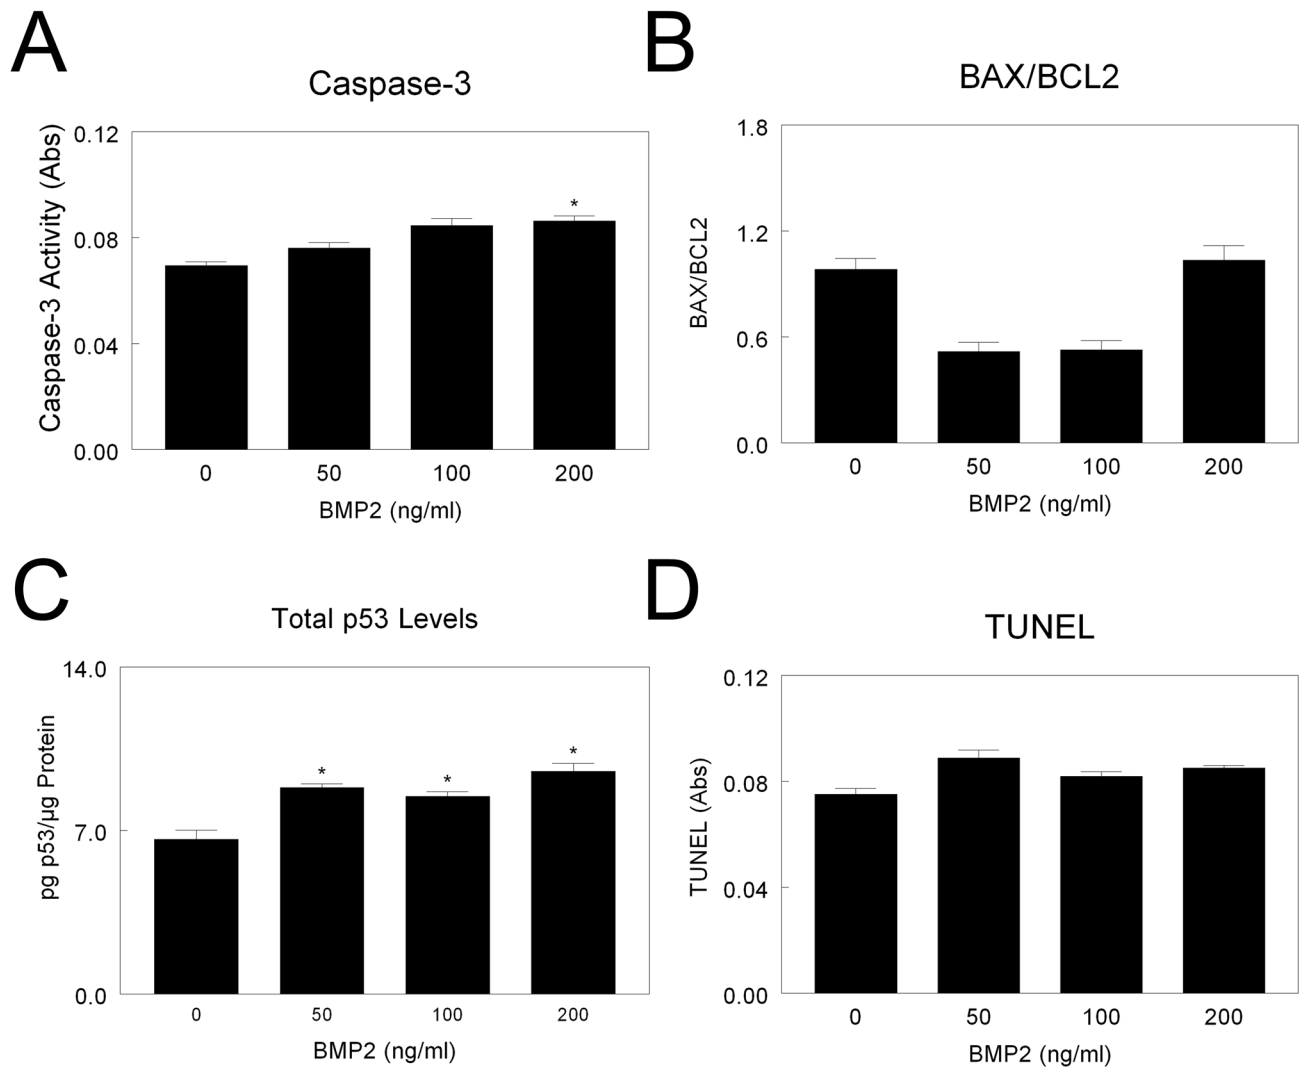 A
Caspase-3
Caspase-3 Activity (Abs)
0.12
0.08
0.04
0.00
*
0 50 100 200
BMP2 (ng/ml)
B
BAX/BCL2
BAX/BCL2
1.8
1.2
0.6
0.0
0 50 100 200
BMP2 (ng/ml)
C
Total p53 Levels
pg p53/µg Protein
14.0
7.0
0.0
* * *
0 50 100 200
BMP2 (ng/ml)
D
TUNEL
TUNEL (Abs)
0.12
0.08
0.04
0.00
0 50 100 200
BMP2 (ng/ml)